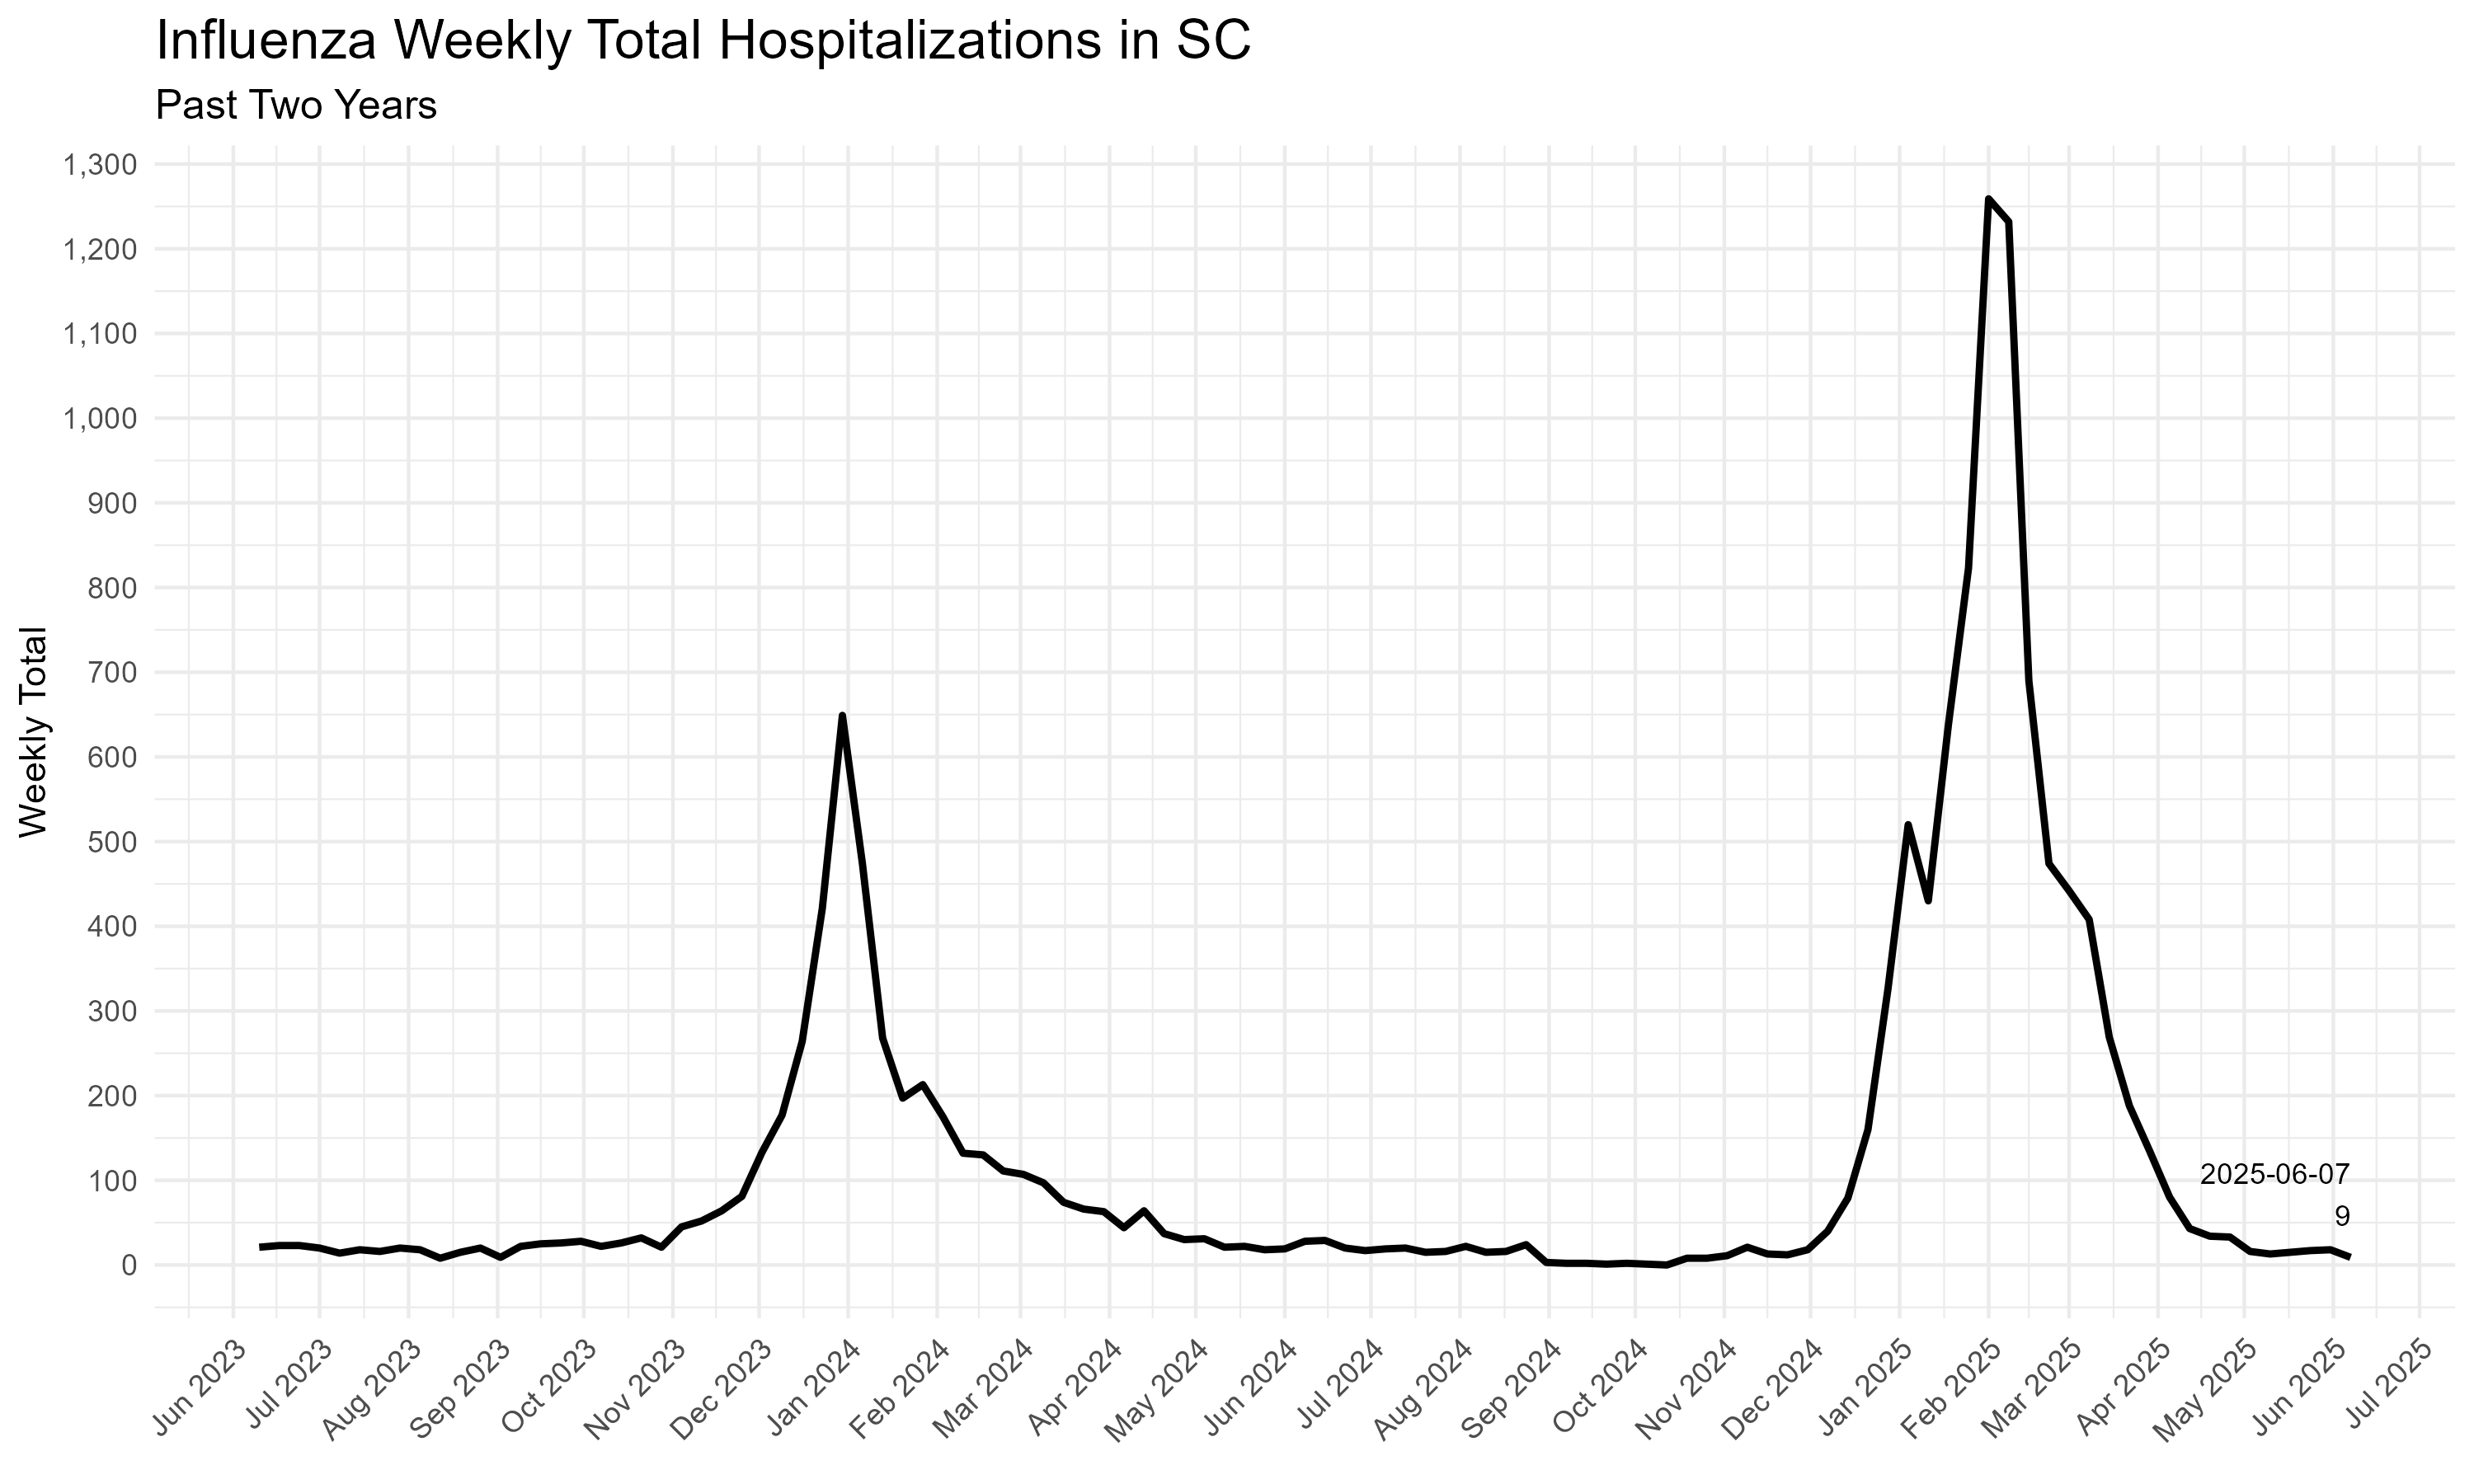 Influenza Weekly Total Hospitalizations in SC
Past Two Years
Weekly Total
1,300
1,200
1,100
1,000
900
800
700
600
500
400
300
200
100
0
2025-06-07
9
Jun 2023
Jul 2023
Aug 2023
Sep 2023
Oct 2023
Nov 2023
Dec 2023
Jan 2024
Feb 2024
Mar 2024
Apr 2024
May 2024
Jun 2024
Jul 2024
Aug 2024
Sep 2024
Oct 2024
Nov 2024
Dec 2024
Jan 2025
Feb 2025
Mar 2025
Apr 2025
May 2025
Jun 2025
Jul 2025